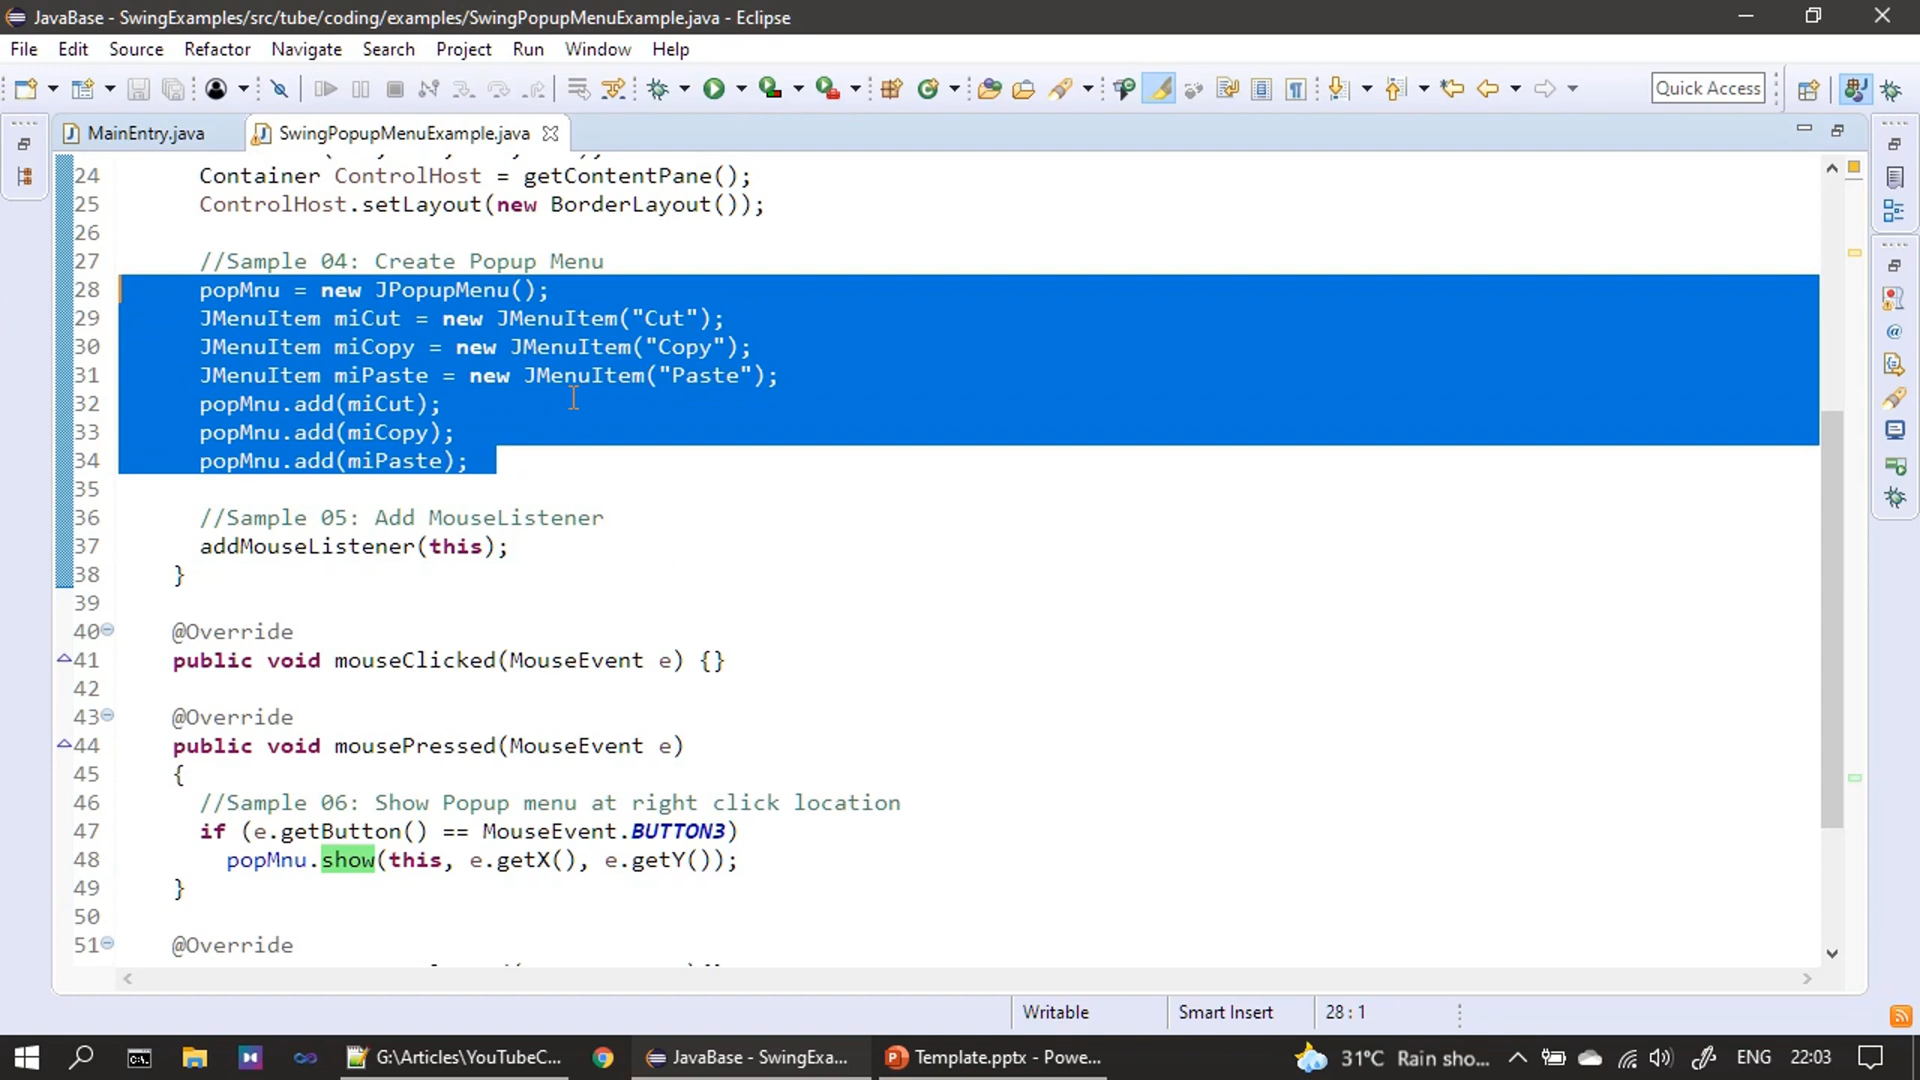 JavaBase - SwingExamples/src/tube/coding/examples/SwingPopupMenuExample.java - Eclipse
File Edit Source Refactor Navigate Search Project Run Window Help
Quick Access
MainEntry.java SwingPopupMenuExample.java
24 Container ControlHost = getContentPane();
25 ControlHost.setLayout(new BorderLayout());
26
27 //Sample 04: Create Popup Menu
28 popMnu = new JPopupMenu();
29 JMenuItem miCut = new JMenuItem("Cut");
30 JMenuItem miCopy = new JMenuItem("Copy");
31 JMenuItem miPaste = new JMenuItem("Paste");
32 popMnu.add(miCut);
33 popMnu.add(miCopy);
34 popMnu.add(miPaste);
35
36 //Sample 05: Add MouseListener
37 addMouseListener(this);
38 }
39
40 @Override
41 public void mouseClicked(MouseEvent e) {}
42
43 @Override
44 public void mousePressed(MouseEvent e)
45 {
46 //Sample 06: Show Popup menu at right click location
47 if (e.getButton() == MouseEvent.BUTTON3)
48 popMnu.show(this, e.getX(), e.getY());
49 }
50
51 @Override
Writable Smart Insert 28 : 1
G:\Articles\YouTubeC... JavaBase - SwingExa... Template.pptx - Powe... 31°C Rain sho... ENG 22:03